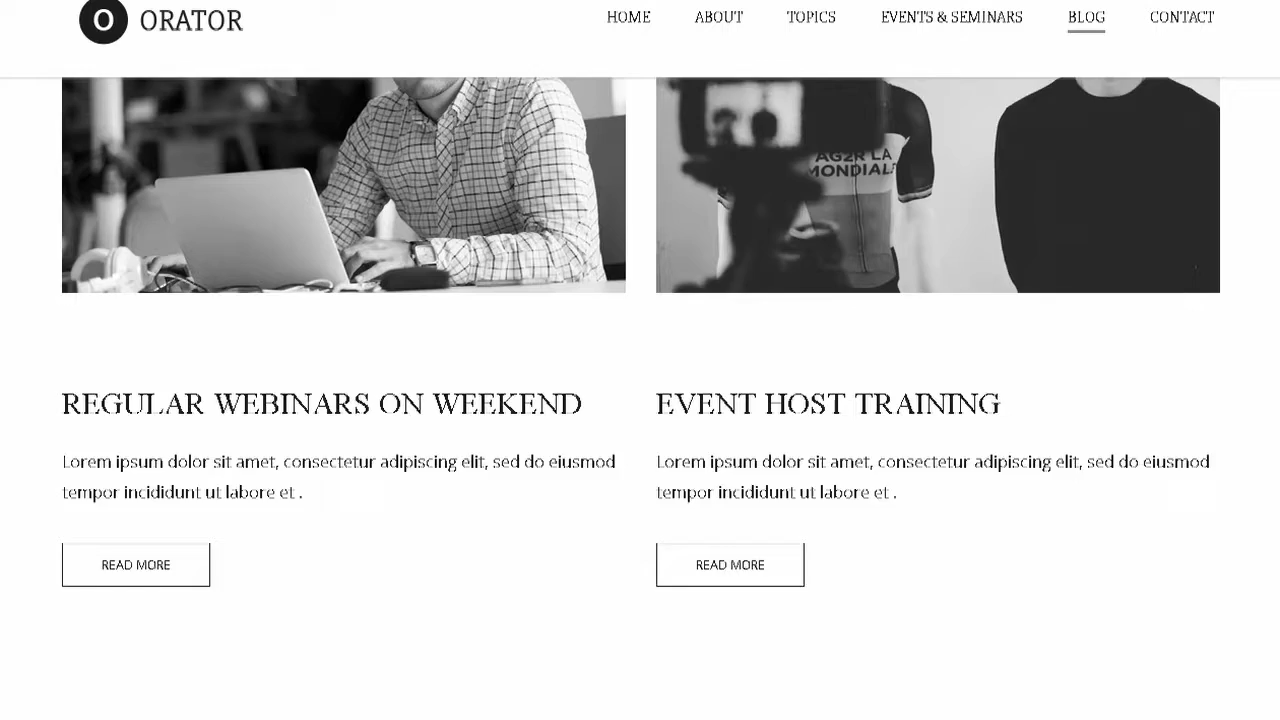 O ORATOR
HOME ABOUT TOPICS EVENTS & SEMINARS BLOG CONTACT
AG2R LA
MONDIALE
REGULAR WEBINARS ON WEEKEND
Lorem ipsum dolor sit amet, consectetur adipiscing elit, sed do eiusmod
tempor incididunt ut labore et .
READ MORE
EVENT HOST TRAINING
Lorem ipsum dolor sit amet, consectetur adipiscing elit, sed do eiusmod
tempor incididunt ut labore et .
READ MORE